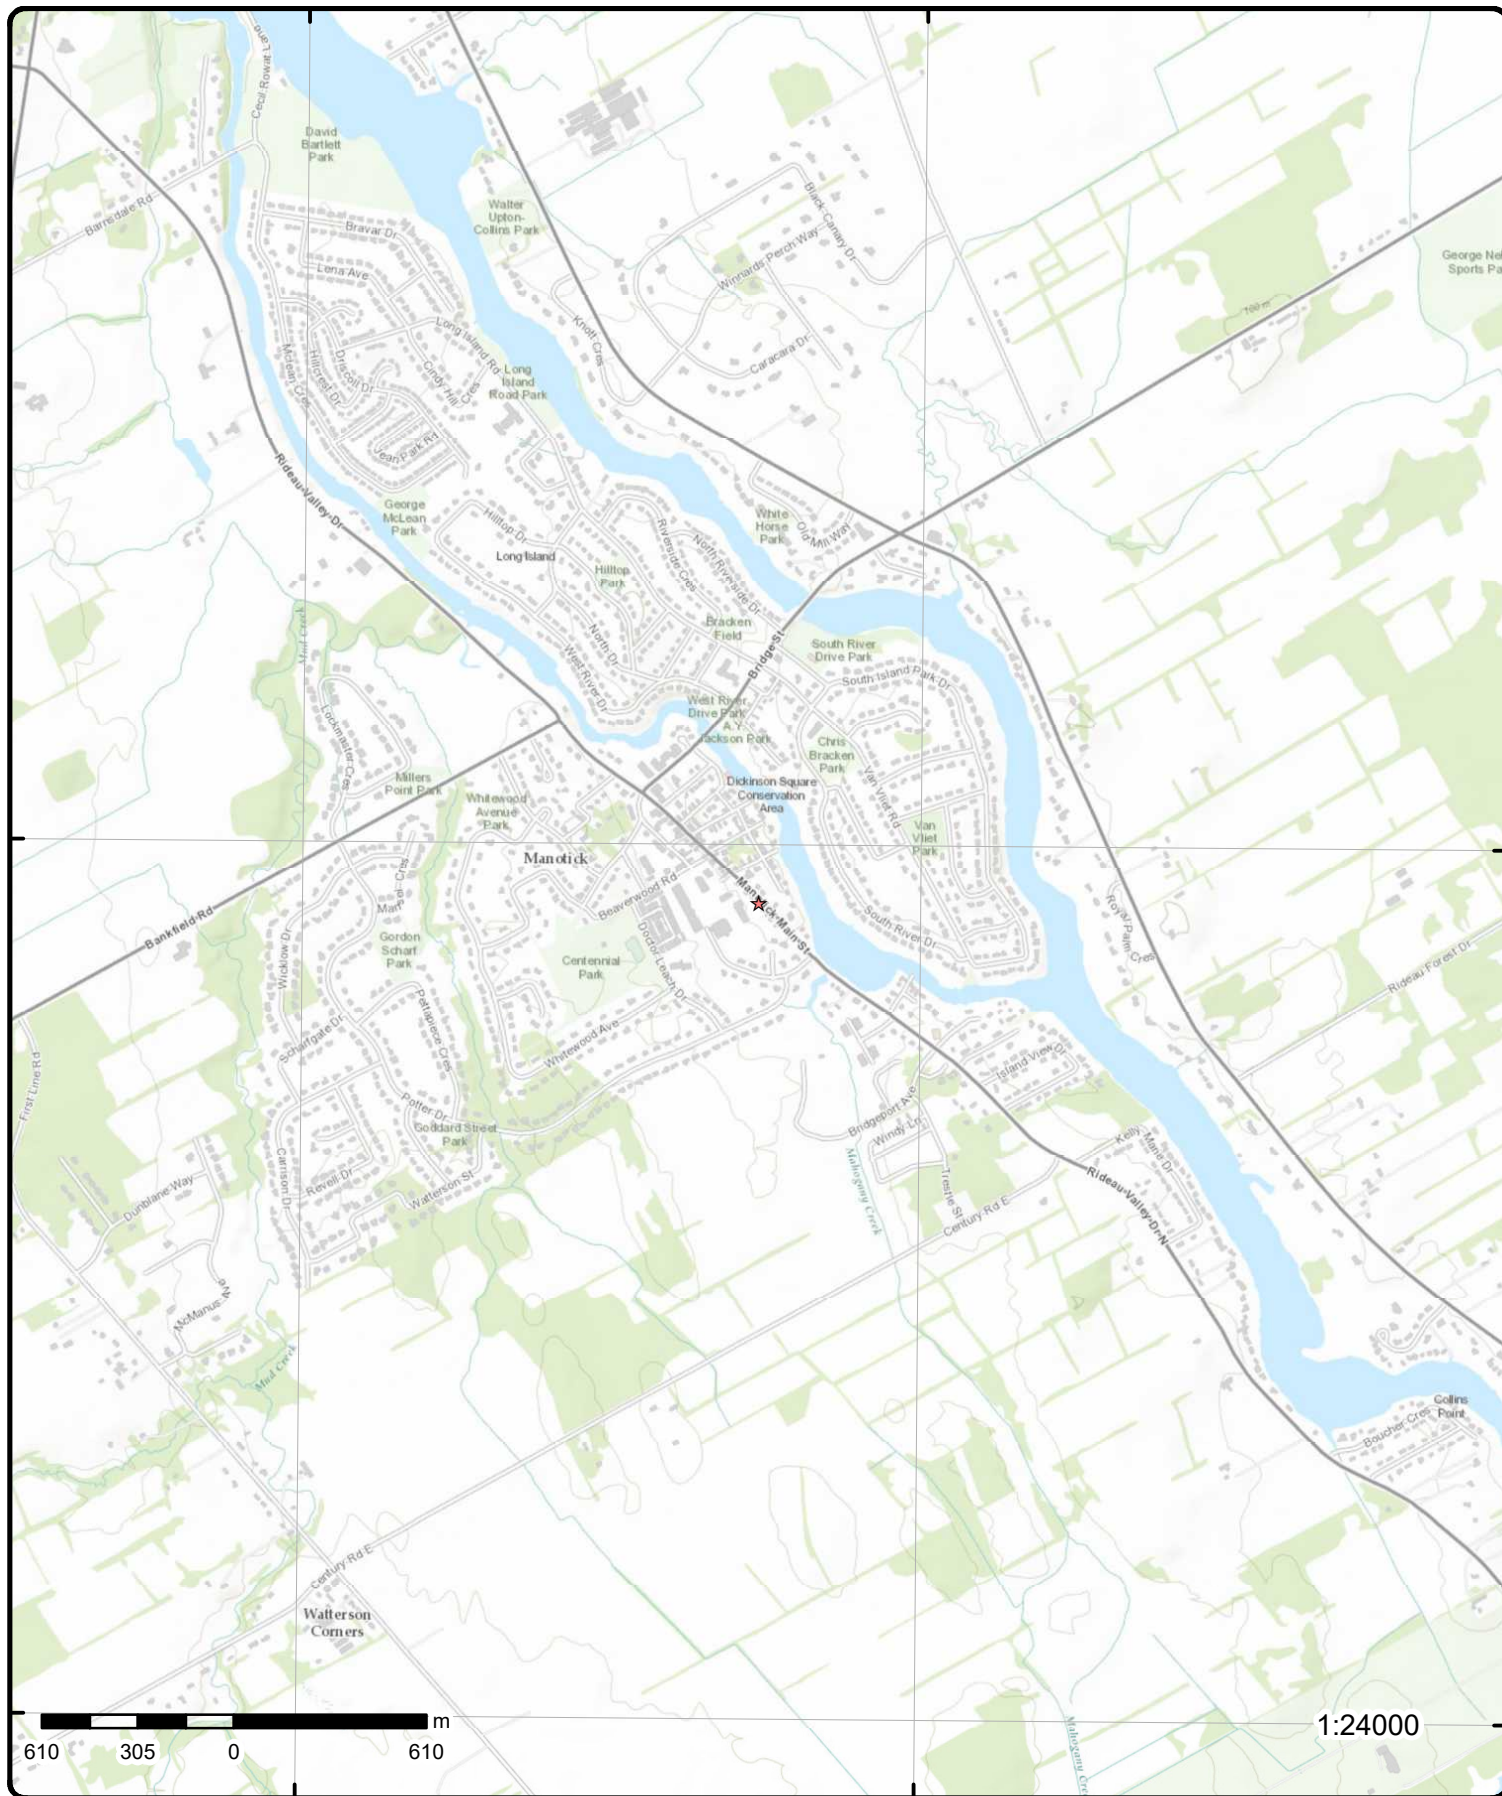 Cecil Rowat Lane
David
Bartlett
Park
Barnsdale Rd
Walter
Upton-
Collins Park
Black Canary Dr
Winnards Perch Way
Bravar Dr
Lena Ave
100 m
Knott Cres
Caracara Dr
Long Island Rd
Mclean Cres
Hillcrest Dr
Driscoll Dr
Cindy Hill
Cres
Long
Island
Road Park
Jean Park Rd
Rideau-Valley-Dr
George
McLean
Park
Hilltop Dr
Long Island
Riverside Cres
North Riverside Dr
White
Horse
Park
Old Mill Way
Hilltop
Park
Mud Creek
Bracken
Field
North Dr
West River Dr
Bridge-St
South River
Drive Park
South Island Park Dr
West River
Drive Park
A.Y.
Jackson Park
Lockmaster Cres
Chris
Bracken
Park
Van Vliet Rd
Millers
Point Park
Whitewood
Avenue
Park
Dickinson Square
Conservation
Area
Van
Vliet
Park
Manotick
Beaverwood Rd
Cres
Bankfield-Rd
Gordon
Scharf
Park
Wicklow Dr
Centennial
Park
Doctor Leach Dr
South River Dr
Royal Palm Cres
Rideau Forest Dr
Scharfgate Dr
Pettapiece Cres
Whitewood Ave
First Line Rd
Island View Dr
Potter Dr
Goddard Street
Park
Bridgeport Ave
Windy Ln
Kelly
Marie Dr
Carrison Dr
Revell Dr
Watterson St
Dunblane Way
Mahogany Creek
Trestle St
Century Rd E
Rideau-Valley-Dr-N
McManus Ave
Mud Creek
Collins
Point
Boucher Cres
Century Rd E
Watterson
Corners
m
610
305
0
610
1:24000